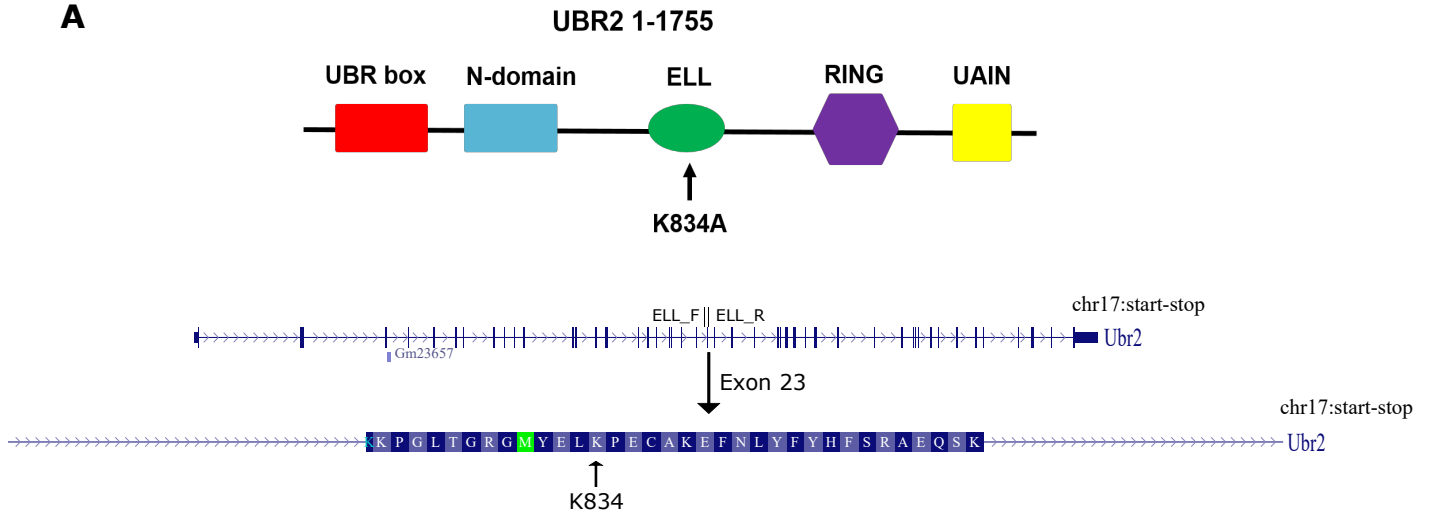 A
UBR2 1-1755
UBR box N-domain ELL RING UAIN
K834A
chr17:start-stop
ELL_F ELL_R
Ubr2
Gm23657
Exon 23
chr17:start-stop
K K P G L T G R G M Y E L K P E C A K E F N L Y F Y H F S R A E Q S K
Ubr2
K834